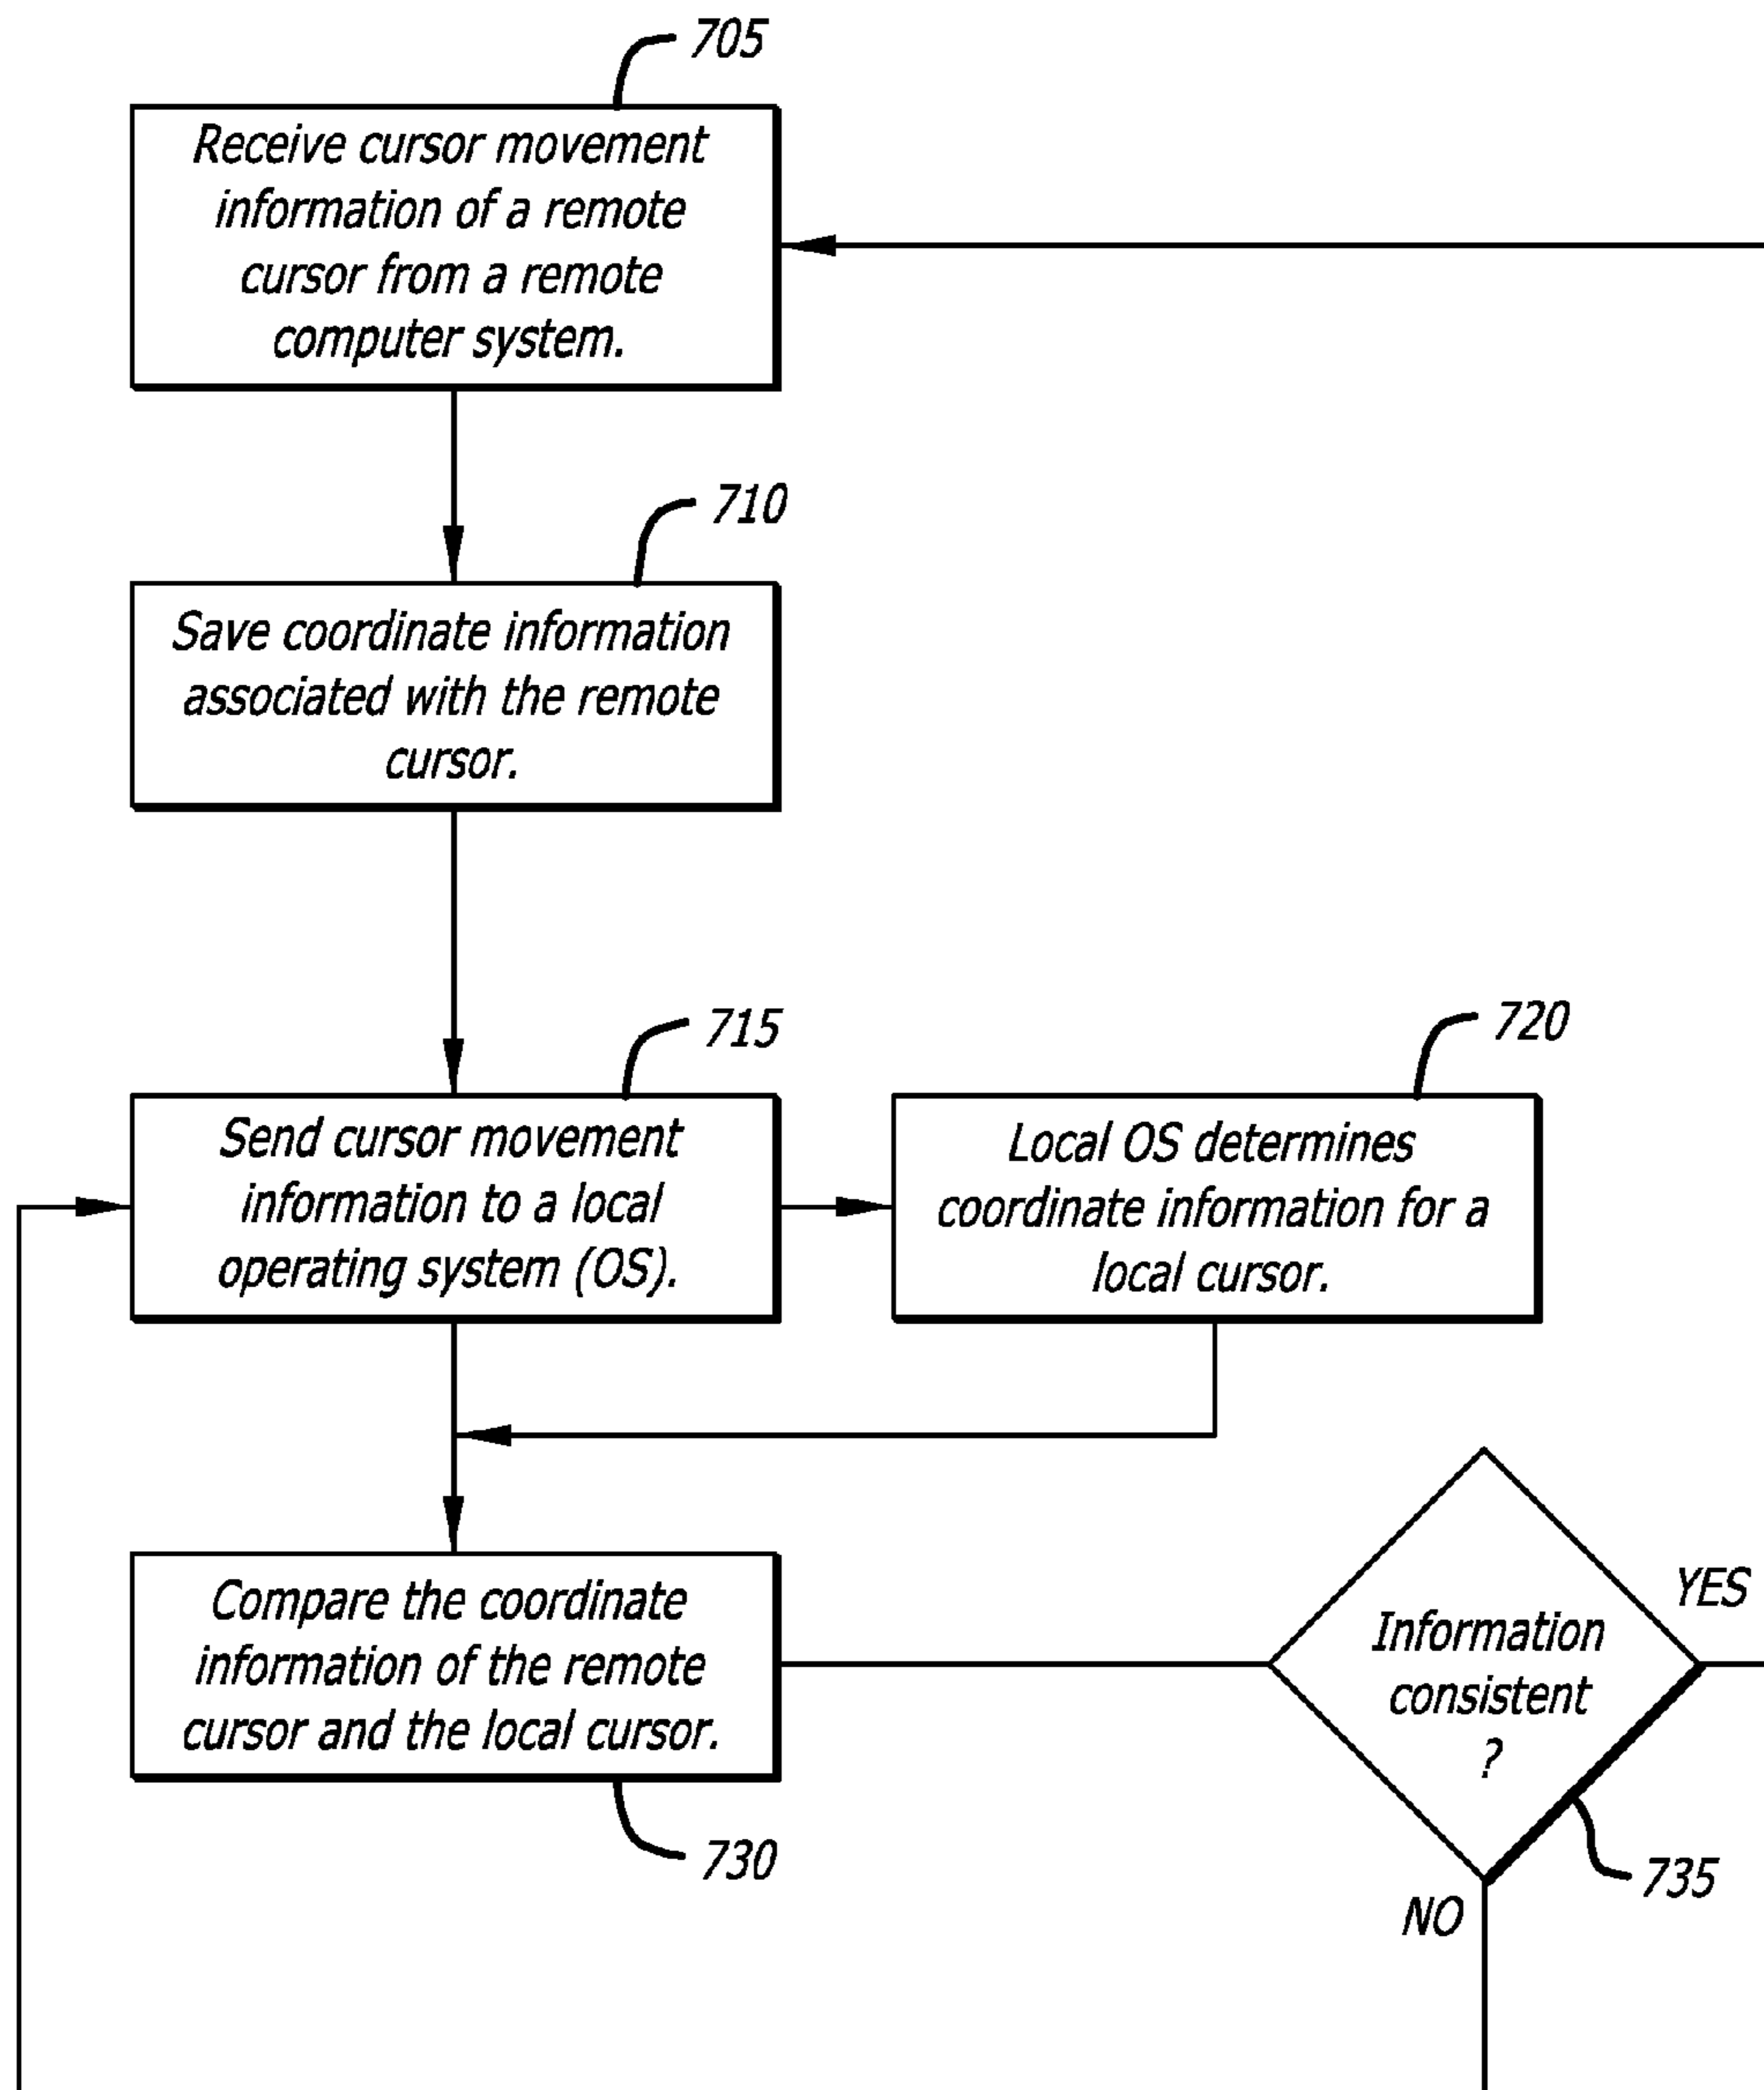 705
Receive cursor movement
information of a remote
cursor from a remote
computer system.
710
Save coordinate information
associated with the remote
cursor.
715
Send cursor movement
information to a local
operating system (OS).
720
Local OS determines
coordinate information for a
local cursor.
Compare the coordinate
information of the remote
cursor and the local cursor.
730
Information
consistent
?
YES
735
NO